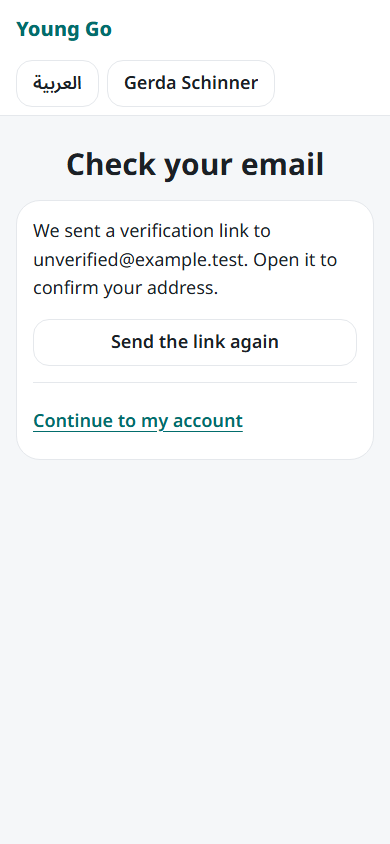 Young Go
العربية
Gerda Schinner
Check your email
We sent a verification link to
unverified@example.test. Open it to
confirm your address.
Send the link again
Continue to my account